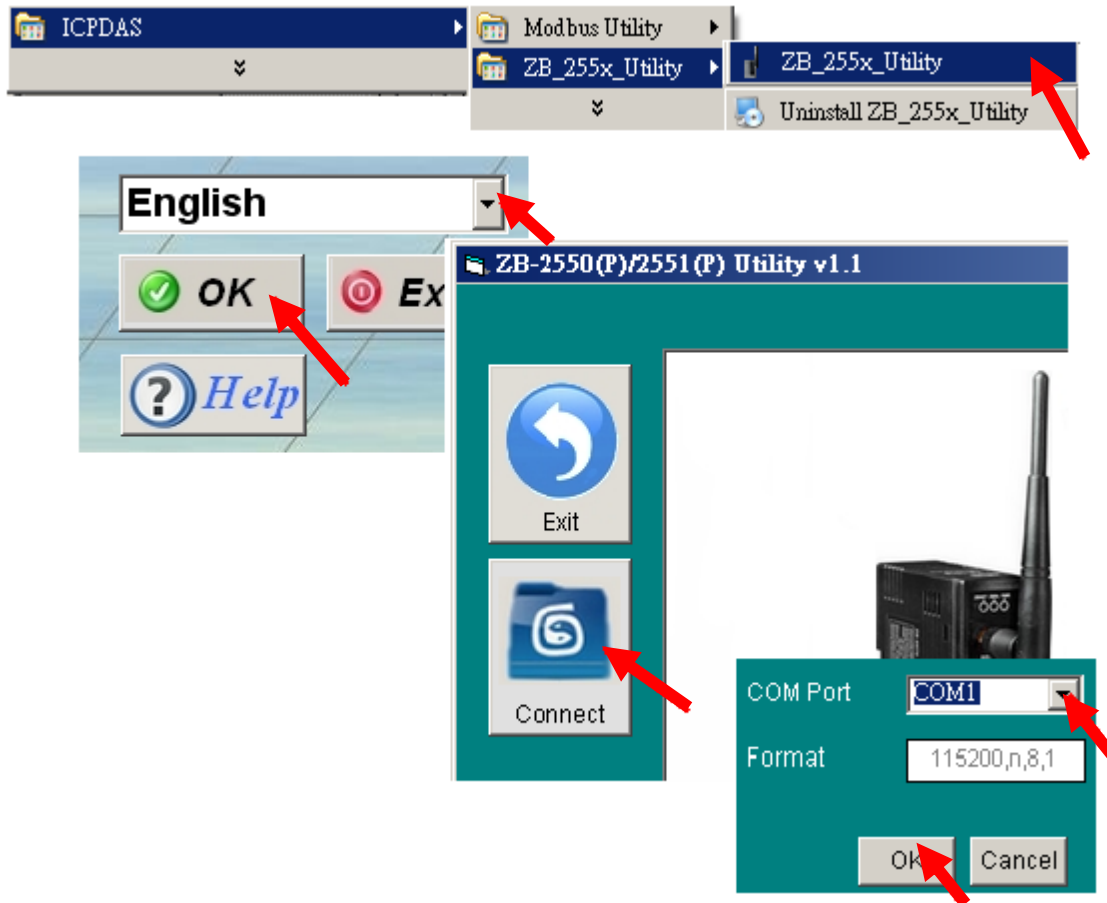 ICPDAS
Modbus Utility
ZB_255x_Utility
ZB_255x_Utility
Uninstall ZB_255x_Utility
English
OK
Ex
Help
ZB-2550(P)/2551(P) Utility v1.1
Exit
Connect
COM Port COM1
Format 115200,n,8,1
OK Cancel